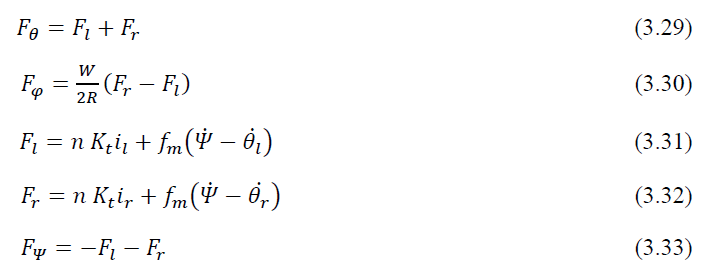 F_θ = F_l + F_r (3.29)
F_φ = W/2R (F_r − F_l) (3.30)
F_l = n K_t i_l + f_m(Ψ̇ − θ̇_l) (3.31)
F_r = n K_t i_r + f_m(Ψ̇ − θ̇_r) (3.32)
F_Ψ = −F_l − F_r (3.33)